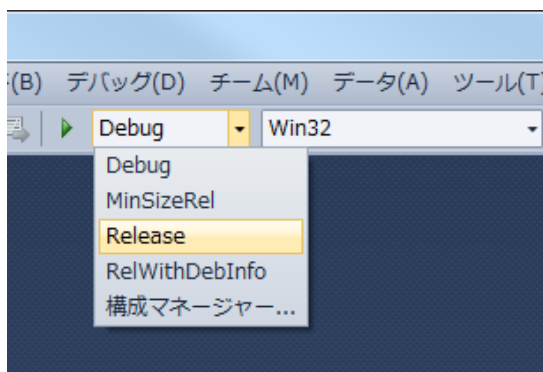 (B) デバッグ(D) チーム(M) データ(A) ツール(T)
Debug Win32
Debug
MinSizeRel
Release
RelWithDebInfo
構成マネージャー...